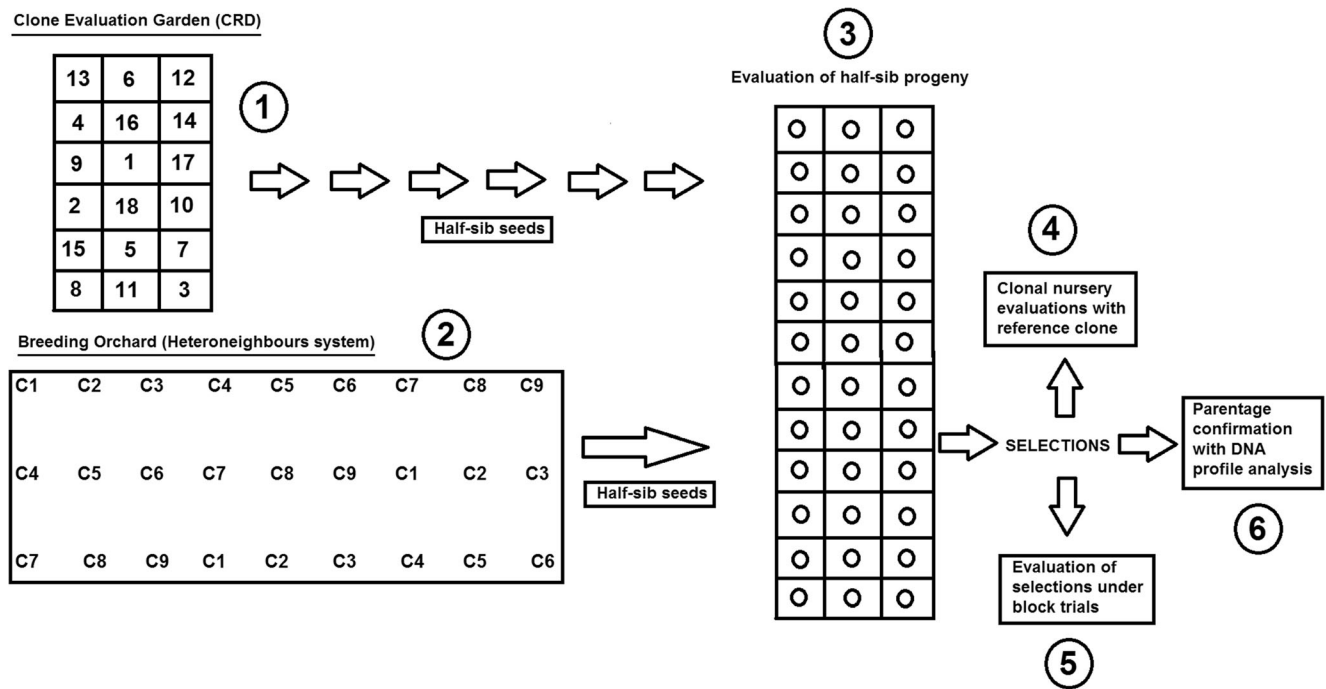 Clone Evaluation Garden (CRD)
13 6 12
4 16 14
9 1 17
2 18 10
15 5 7
8 11 3
1
Half-sib seeds
Breeding Orchard (Heteroneighbours system)
2
C1 C2 C3 C4 C5 C6 C7 C8 C9
C4 C5 C6 C7 C8 C9 C1 C2 C3
C7 C8 C9 C1 C2 C3 C4 C5 C6
Half-sib seeds
3
Evaluation of half-sib progeny
4
Clonal nursery
evaluations with
reference clone
SELECTIONS
Parentage
confirmation
with DNA
profile analysis
6
Evaluation of
selections under
block trials
5